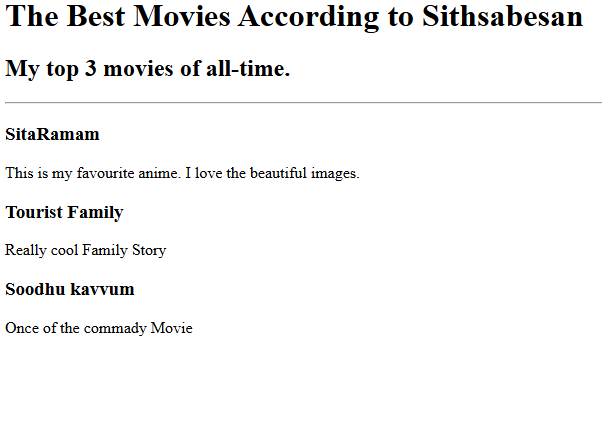 The Best Movies According to Sithsabesan
My top 3 movies of all-time.
SitaRamam
This is my favourite anime. I love the beautiful images.
Tourist Family
Really cool Family Story
Soodhu kavvum
Once of the commady Movie